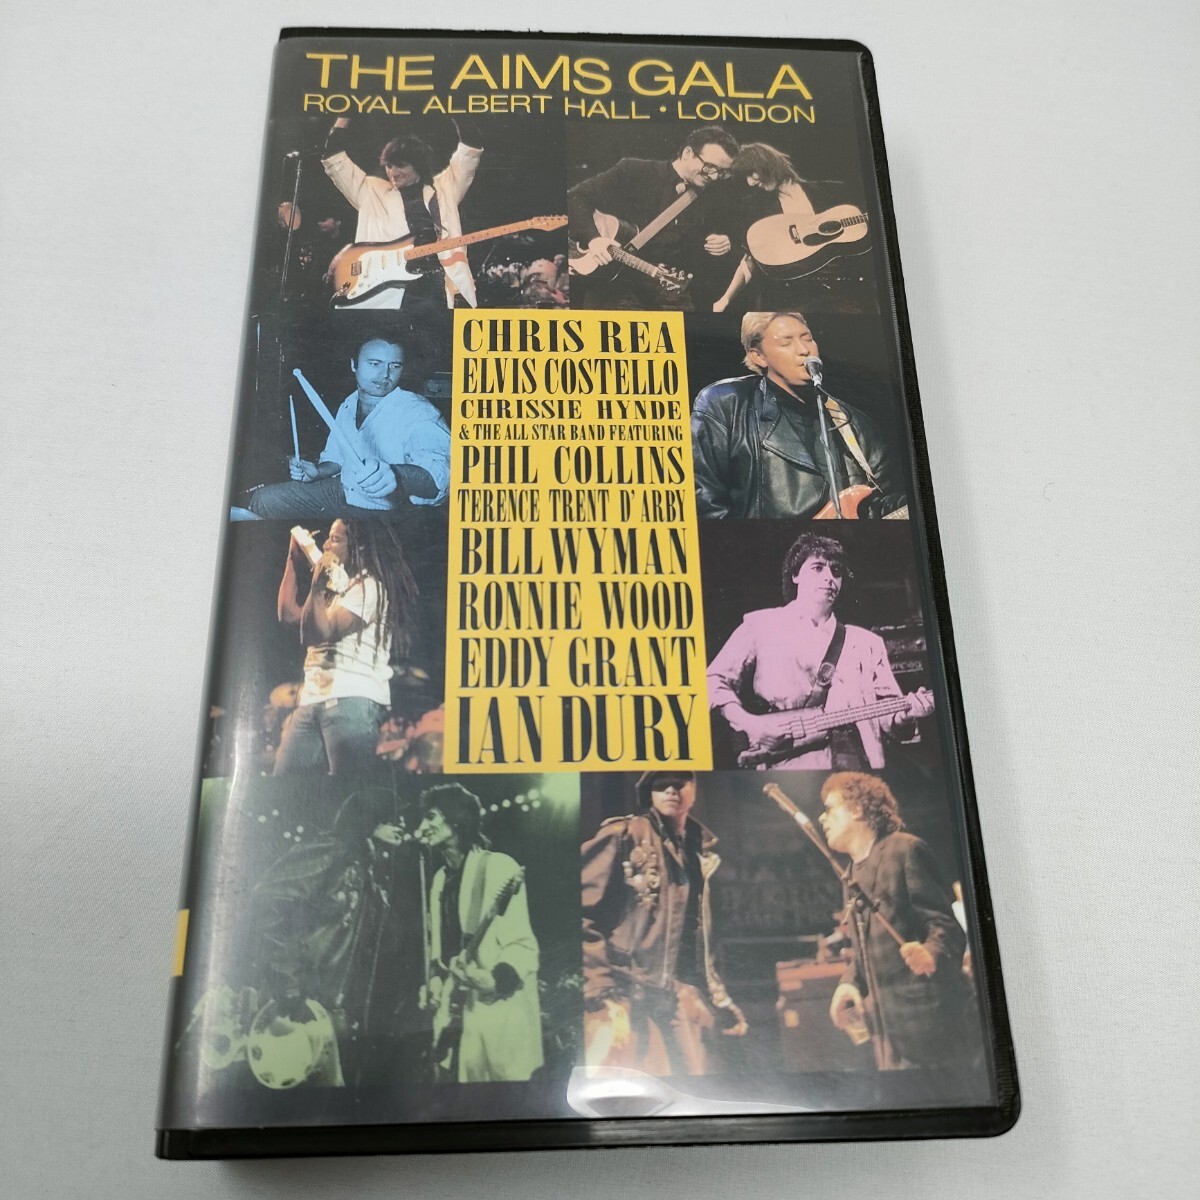 THE AIMS GALA
ROYAL ALBERT HALL • LONDON
CHRIS REA
ELVIS COSTELLO
CHRISSIE HYNDE
& THE ALL STAR BAND FEATURING
PHIL COLLINS
TERENCE TRENT D'ARBY
BILL WYMAN
RONNIE WOOD
EDDY GRANT
IAN DURY